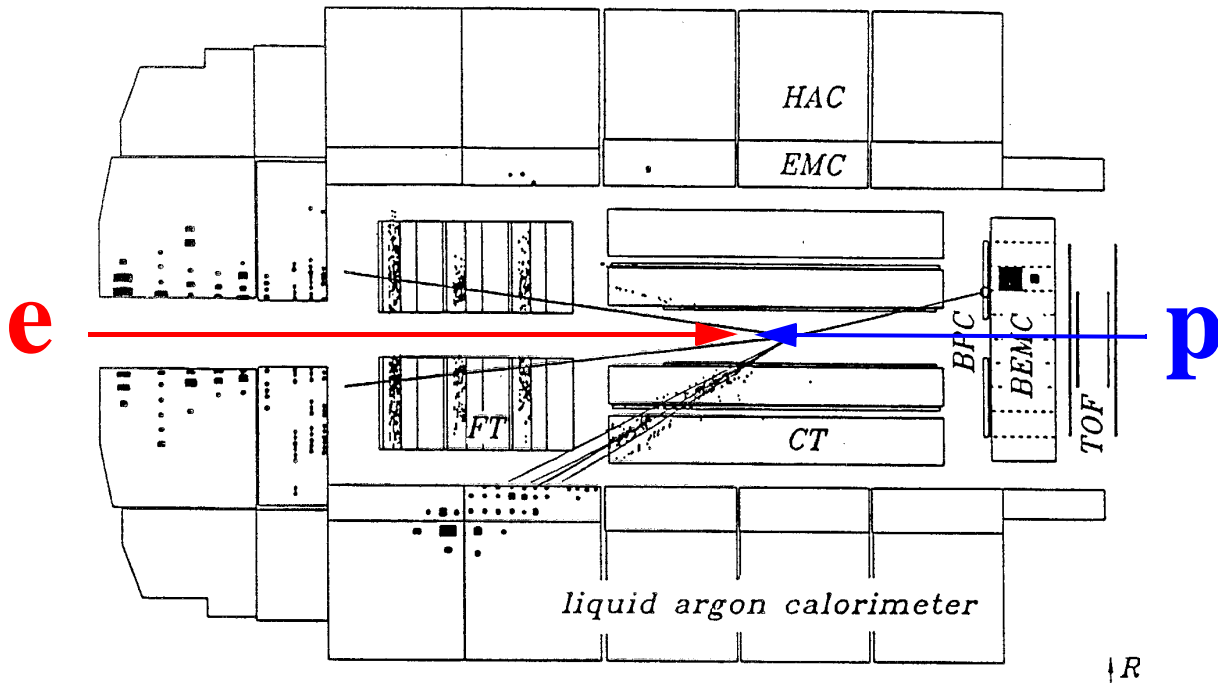 HAC
EMC
e
p
BPC
BEMC
TOF
FT
CT
liquid argon calorimeter
R